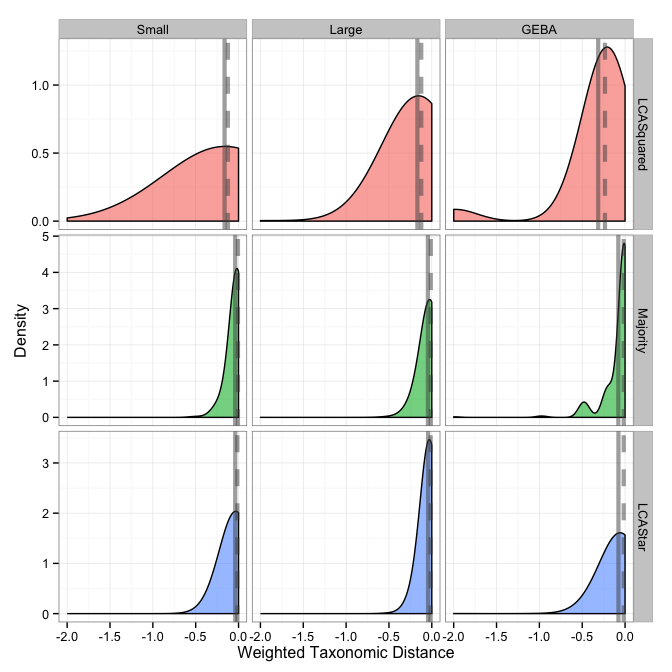 Small Large GEBA
LCASquared
1.0
0.5
0.0
Majority
5
4
3
2
1
0
LCAStar
3
2
1
0
Density
-2.0 -1.5 -1.0 -0.5 0.0 -2.0 -1.5 -1.0 -0.5 0.0 -2.0 -1.5 -1.0 -0.5 0.0
Weighted Taxonomic Distance